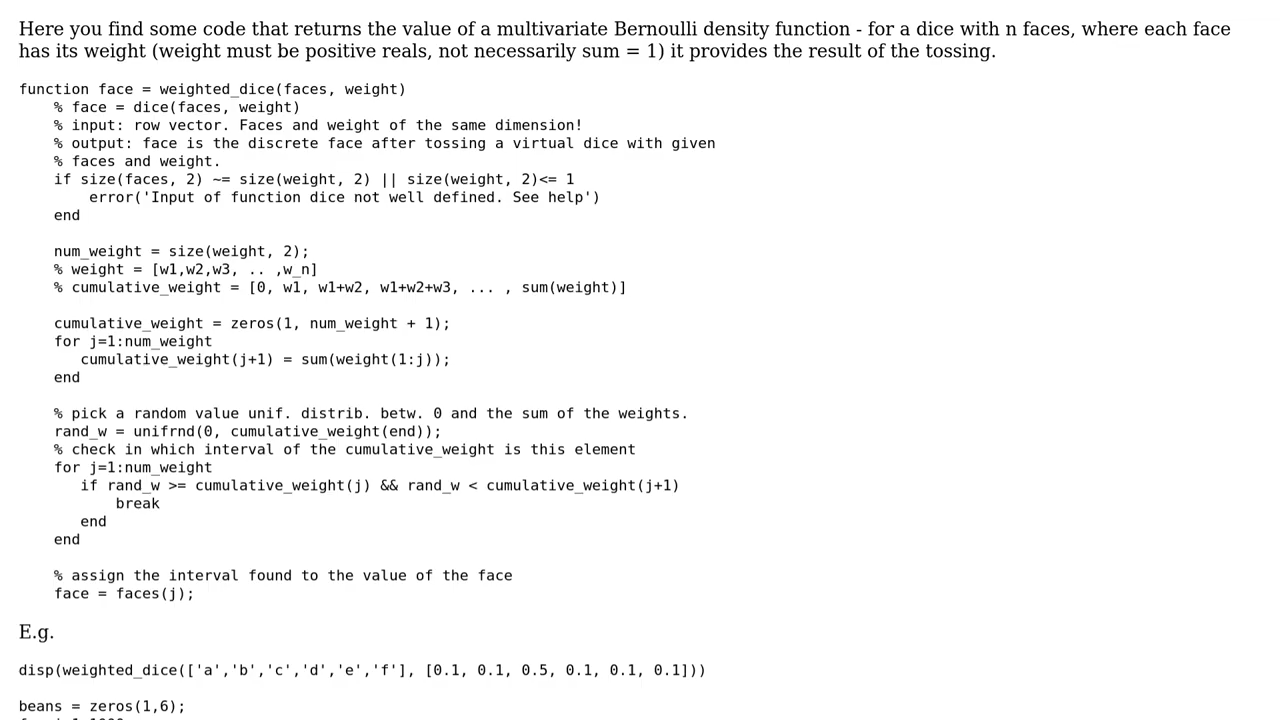 Here you find some code that returns the value of a multivariate Bernoulli density function - for a dice with n faces, where each face
has its weight (weight must be positive reals, not necessarily sum = 1) it provides the result of the tossing.
function face = weighted_dice(faces, weight)
    % face = dice(faces, weight)
    % input: row vector. Faces and weight of the same dimension!
    % output: face is the discrete face after tossing a virtual dice with given
    % faces and weight.
    if size(faces, 2) ~= size(weight, 2) || size(weight, 2)<= 1
        error('Input of function dice not well defined. See help')
    end
    num_weight = size(weight, 2);
    % weight = [w1,w2,w3, .. ,w_n]
    % cumulative_weight = [0, w1, w1+w2, w1+w2+w3, ... , sum(weight)]
    cumulative_weight = zeros(1, num_weight + 1);
    for j=1:num_weight
       cumulative_weight(j+1) = sum(weight(1:j));
    end
    % pick a random value unif. distrib. betw. 0 and the sum of the weights.
    rand_w = unifrnd(0, cumulative_weight(end));
    % check in which interval of the cumulative_weight is this element
    for j=1:num_weight
       if rand_w >= cumulative_weight(j) && rand_w < cumulative_weight(j+1)
           break
       end
    end
    % assign the interval found to the value of the face
    face = faces(j);
E.g.
disp(weighted_dice(['a','b','c','d','e','f'], [0.1, 0.1, 0.5, 0.1, 0.1, 0.1]))
beans = zeros(1,6);